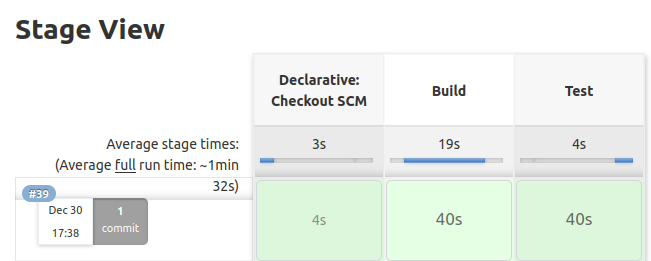 Stage View
Declarative:
Checkout SCM
Build
Test
Average stage times:
(Average full run time: ~1min
32s)
3s
19s
4s
#39
Dec 30
17:38
1
commit
4s
40s
40s